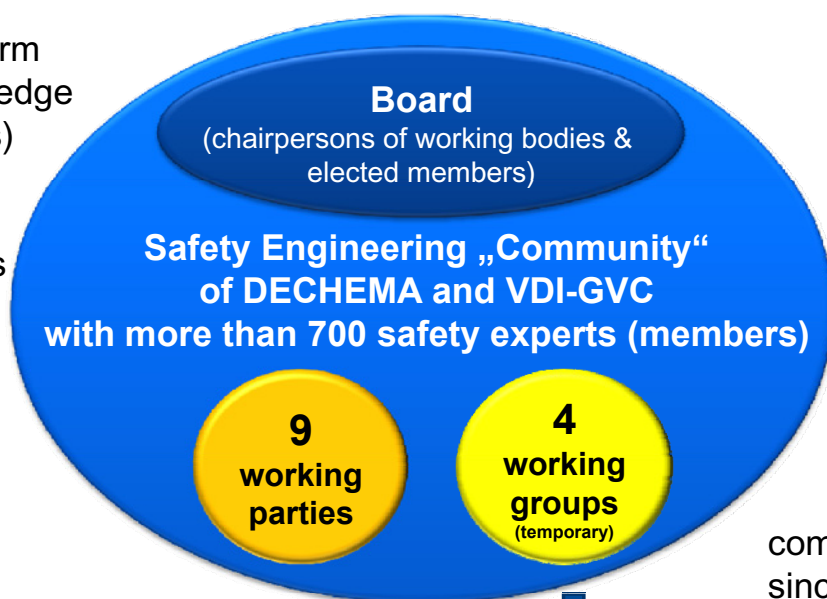 Board
(chairpersons of working bodies &
elected members)
Safety Engineering „Community“
of DECHEMA and VDI-GVC
with more than 700 safety experts (members)
9
working
parties
4
working
groups
(temporary)